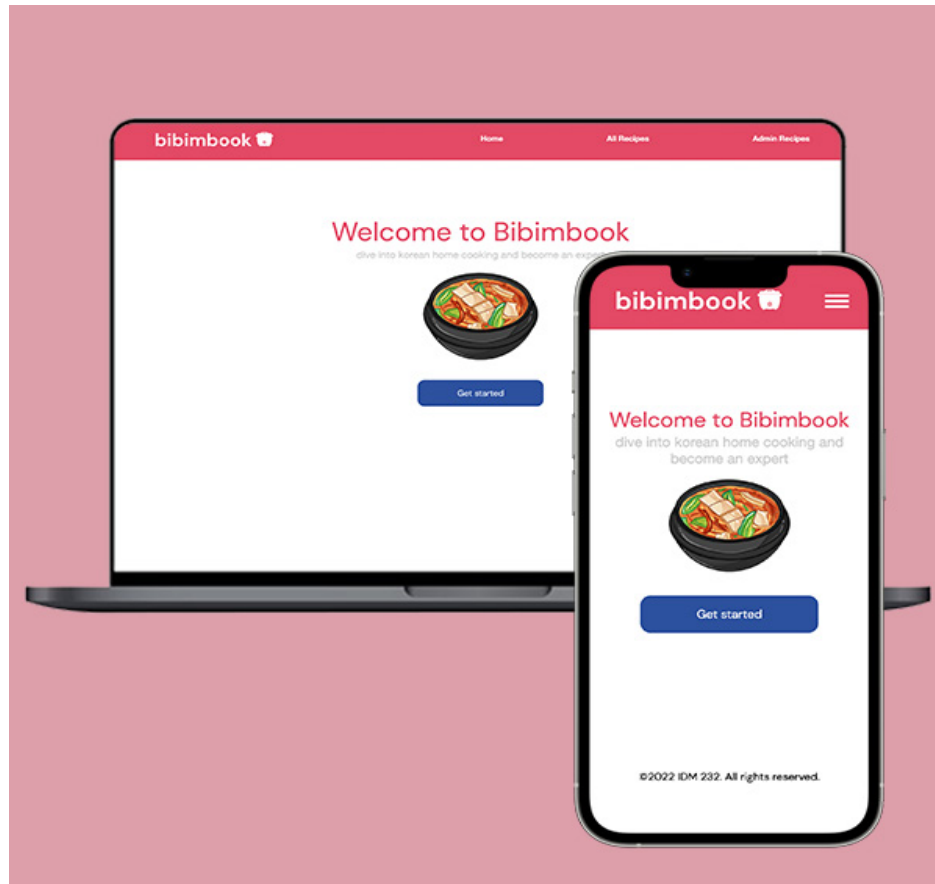 bibimbook
Home
All Recipes
Admin Recipes
Welcome to Bibimbook
dive into korean home cooking and become an
bibimbook
Welcome to Bibimbook
dive into korean home cooking and
become an expert
Get started
Get started
©2022 IDM 232. All rights reserved.